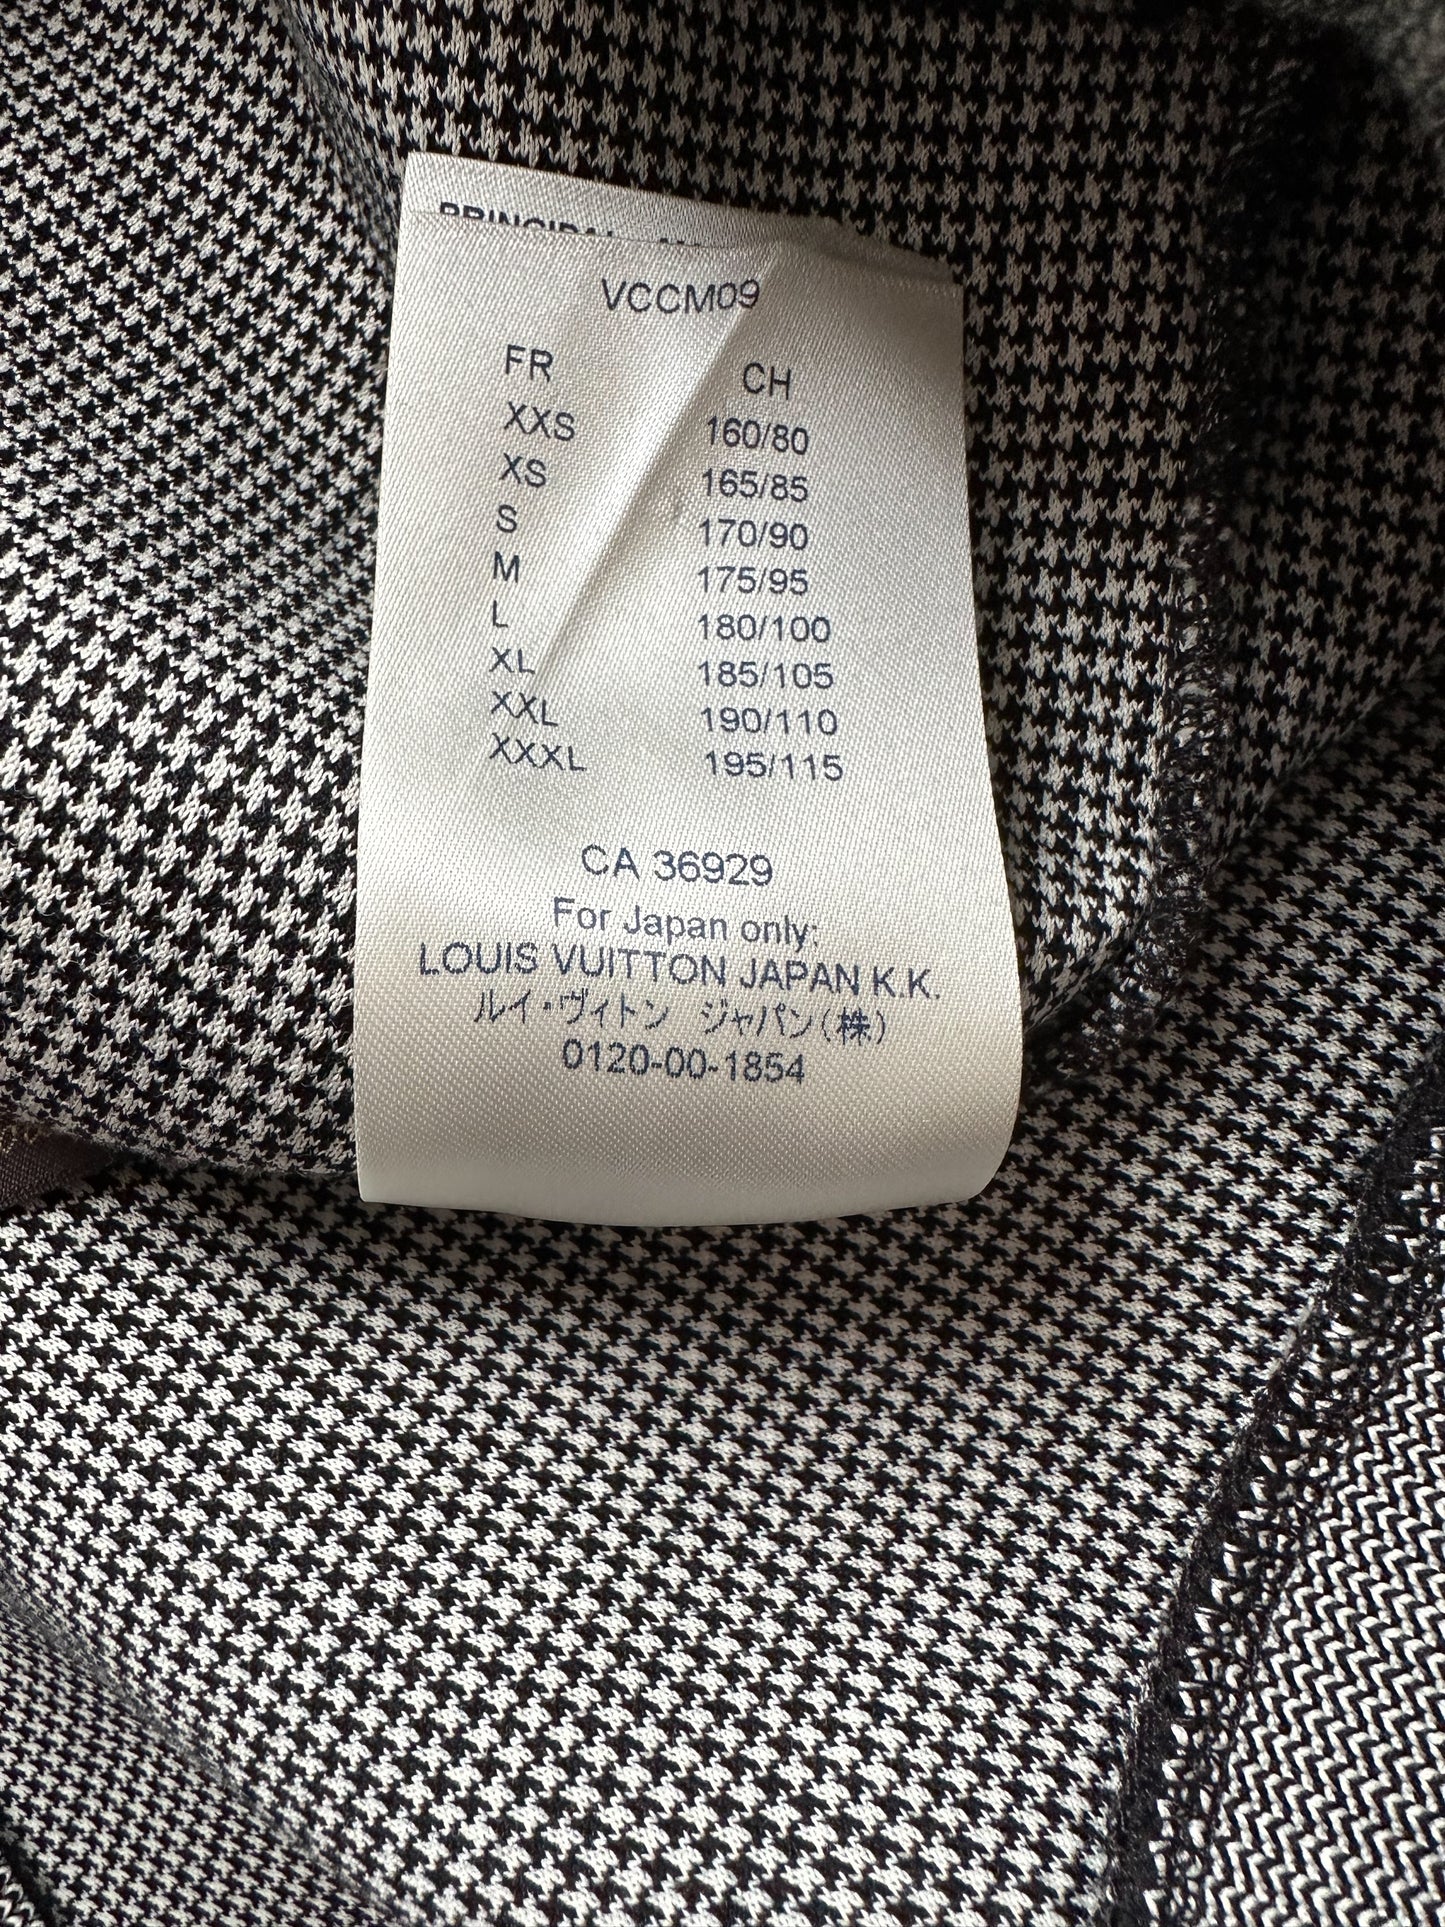 PRINCIPAL
VCCM09
FR CH
XXS 160/80
XS 165/85
S 170/90
M 175/95
L 180/100
XL 185/105
XXL 190/110
XXXL 195/115
CA 36929
For Japan only:
LOUIS VUITTON JAPAN K.K.
ルイ・ヴィトン ジャパン(株)
0120-00-1854